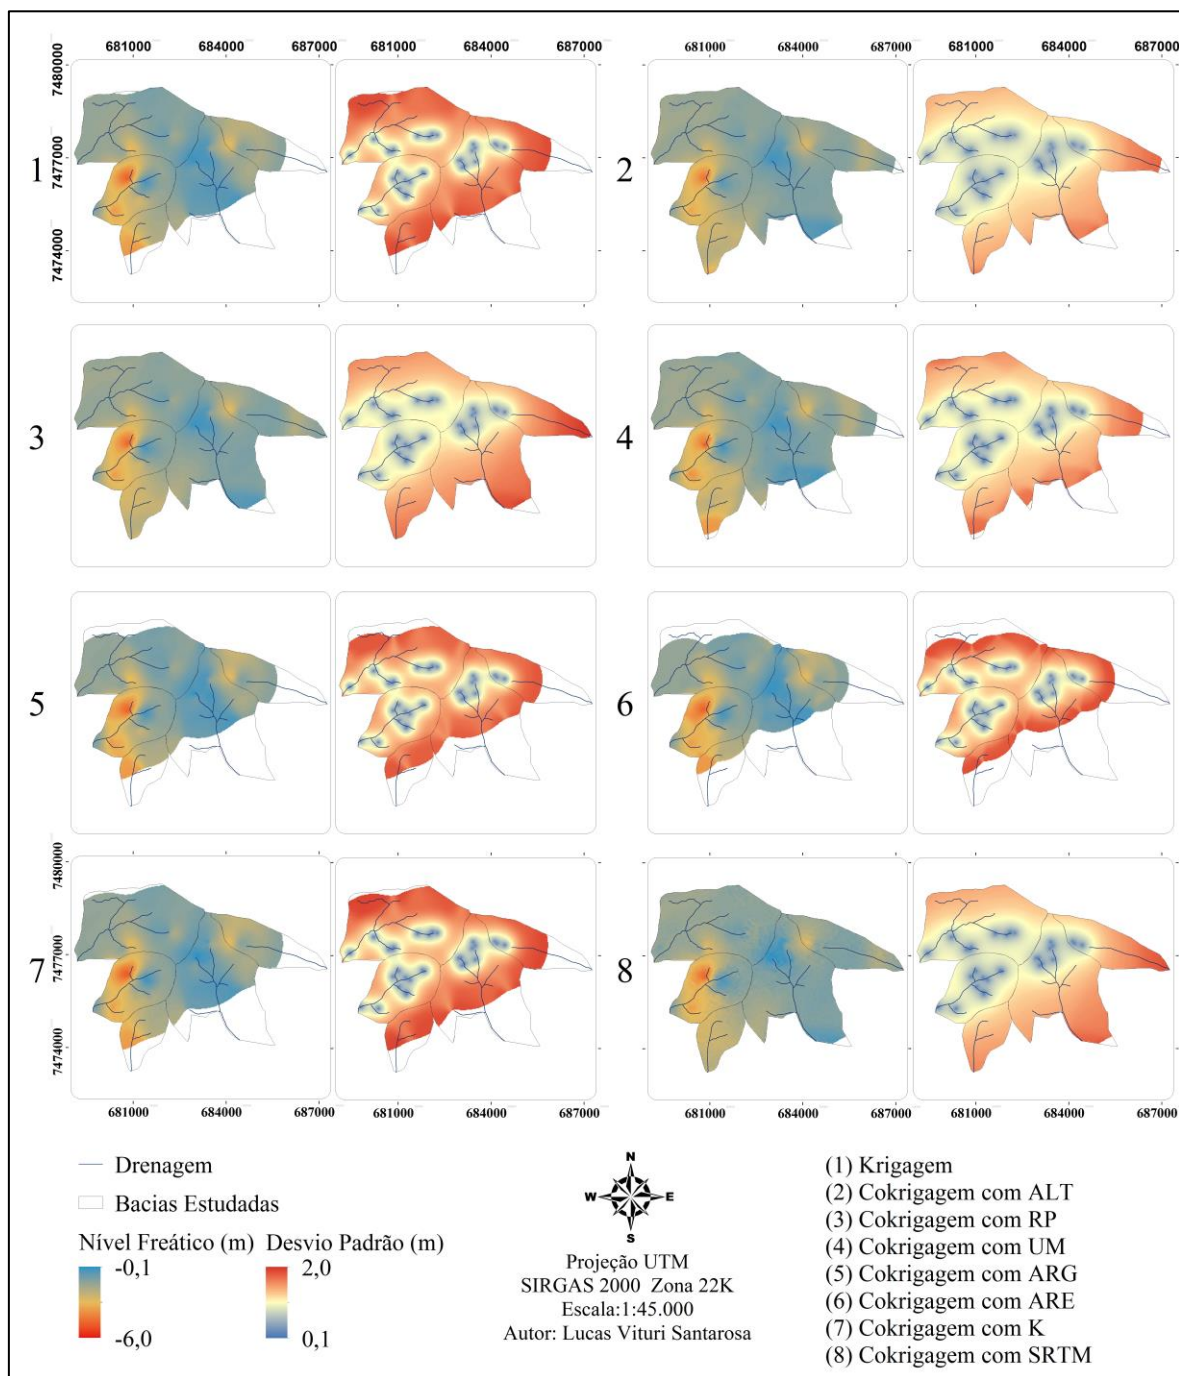 681000 684000 687000 681000 684000 687000 681000 684000 687000 681000 684000 687000
7480000
7477000
7474000
1
2
3
4
5
6
7480000
7477000
7474000
7
8
681000 684000 687000 681000 684000 687000 681000 684000 687000 681000 684000 687000
Drenagem
Bacias Estudadas
Nível Freático (m) Desvio Padrão (m)
-0,1 2,0
-6,0 0,1
N
W E
S
Projeção UTM
SIRGAS 2000 Zona 22K
Escala:1:45.000
Autor: Lucas Vituri Santarosa
(1) Krigagem
(2) Cokrigagem com ALT
(3) Cokrigagem com RP
(4) Cokrigagem com UM
(5) Cokrigagem com ARG
(6) Cokrigagem com ARE
(7) Cokrigagem com K
(8) Cokrigagem com SRTM